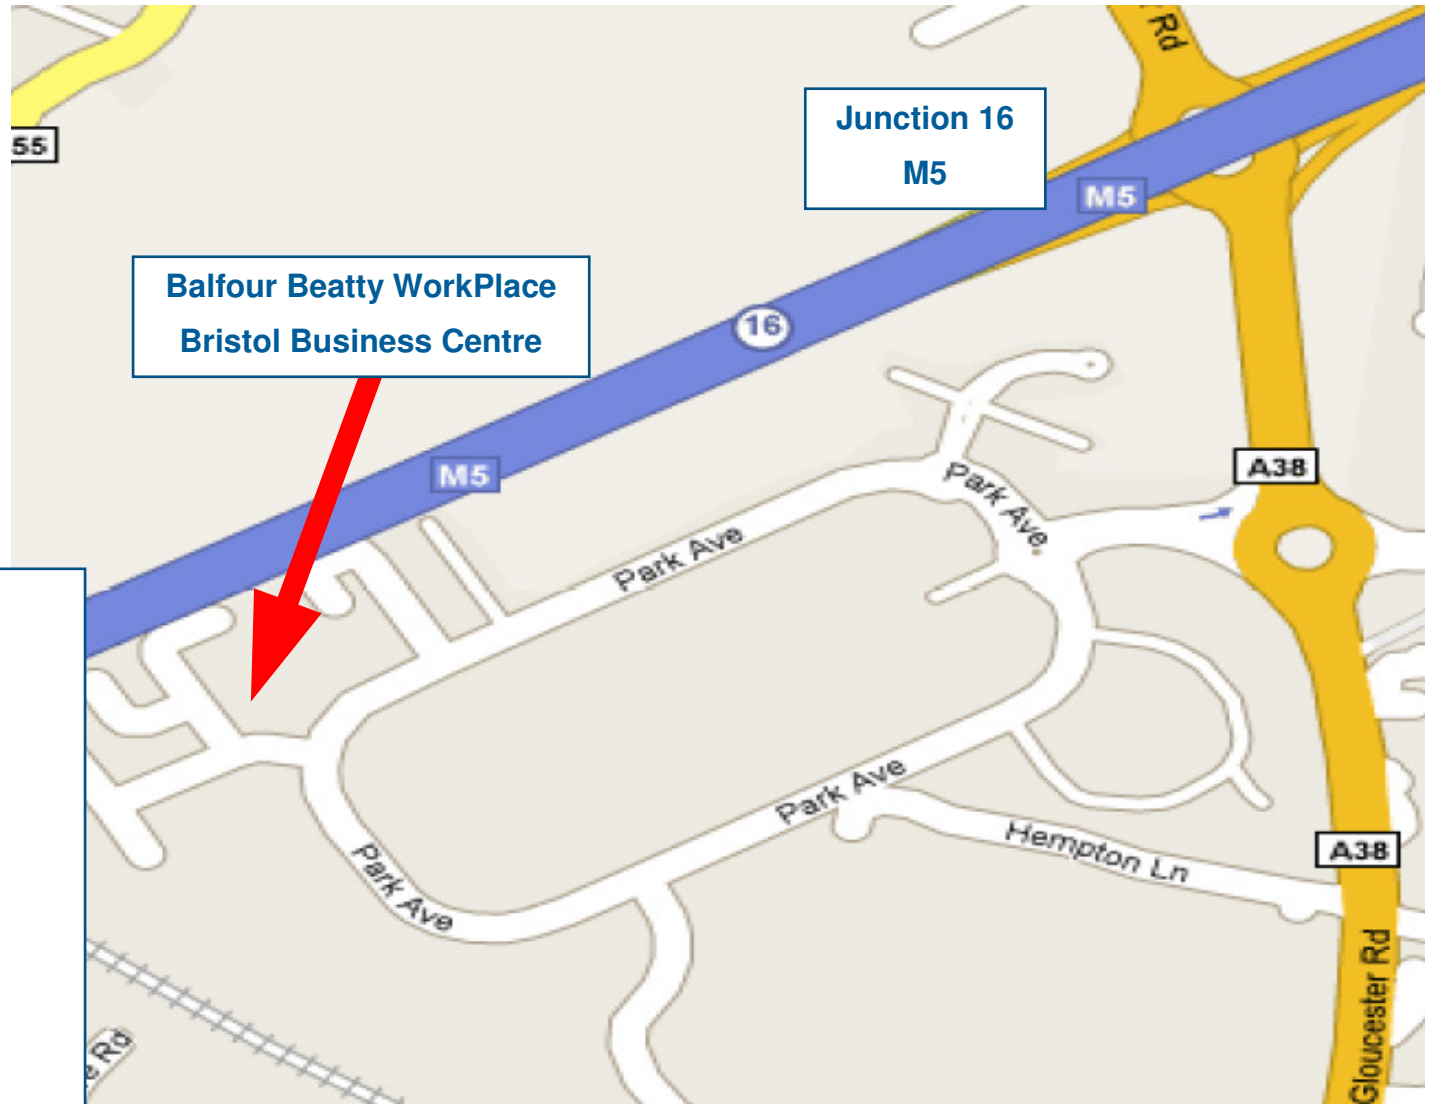 Rd
55
Junction 16
M5
M5
Balfour Beatty WorkPlace
Bristol Business Centre
16
M5
A38
Park Ave
Park Ave
Park Ave
Hempton Ln
A38
Park Ave
Gloucester Rd
Rd